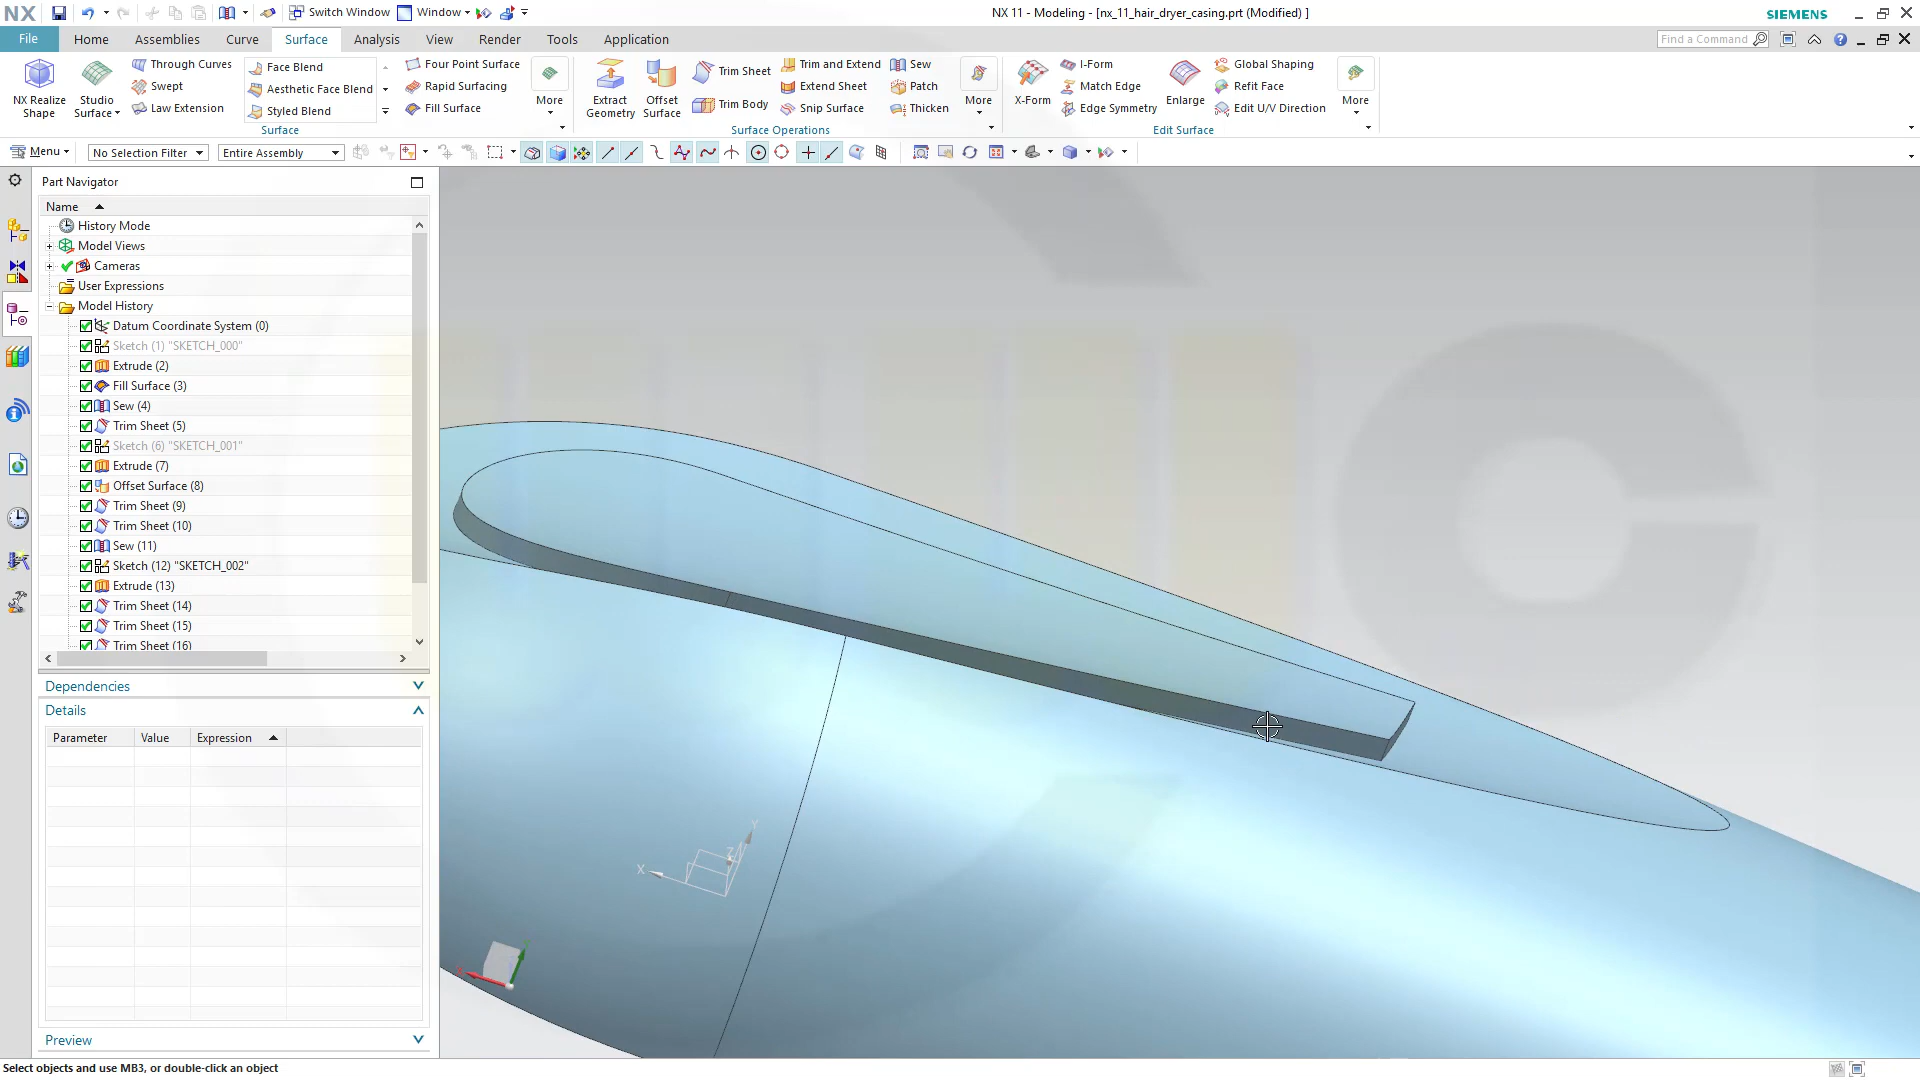 NX
Switch Window
Window
NX 11 - Modeling - [nx_11_hair_dryer_casing.prt (Modified) ]
SIEMENS
File
Home
Assemblies
Curve
Surface
Analysis
View
Render
Tools
Application
Find a Command
NX Realize Shape
Studio Surface
Through Curves
Swept
Law Extension
Face Blend
Aesthetic Face Blend
Styled Blend
Four Point Surface
Rapid Surfacing
Fill Surface
More
Surface
Extract Geometry
Offset Surface
Trim Sheet
Trim Body
Trim and Extend
Extend Sheet
Snip Surface
Sew
Patch
Thicken
More
Surface Operations
X-Form
I-Form
Match Edge
Edge Symmetry
Enlarge
Global Shaping
Refit Face
Edit U/V Direction
More
Edit Surface
Menu
No Selection Filter
Entire Assembly
Part Navigator
Name
History Mode
Model Views
Cameras
User Expressions
Model History
Datum Coordinate System (0)
Sketch (1) "SKETCH_000"
Extrude (2)
Fill Surface (3)
Sew (4)
Trim Sheet (5)
Sketch (6) "SKETCH_001"
Extrude (7)
Offset Surface (8)
Trim Sheet (9)
Trim Sheet (10)
Sew (11)
Sketch (12) "SKETCH_002"
Extrude (13)
Trim Sheet (14)
Trim Sheet (15)
Trim Sheet (16)
Dependencies
Details
Parameter
Value
Expression
Preview
X
Y
Z
Select objects and use MB3, or double-click an object